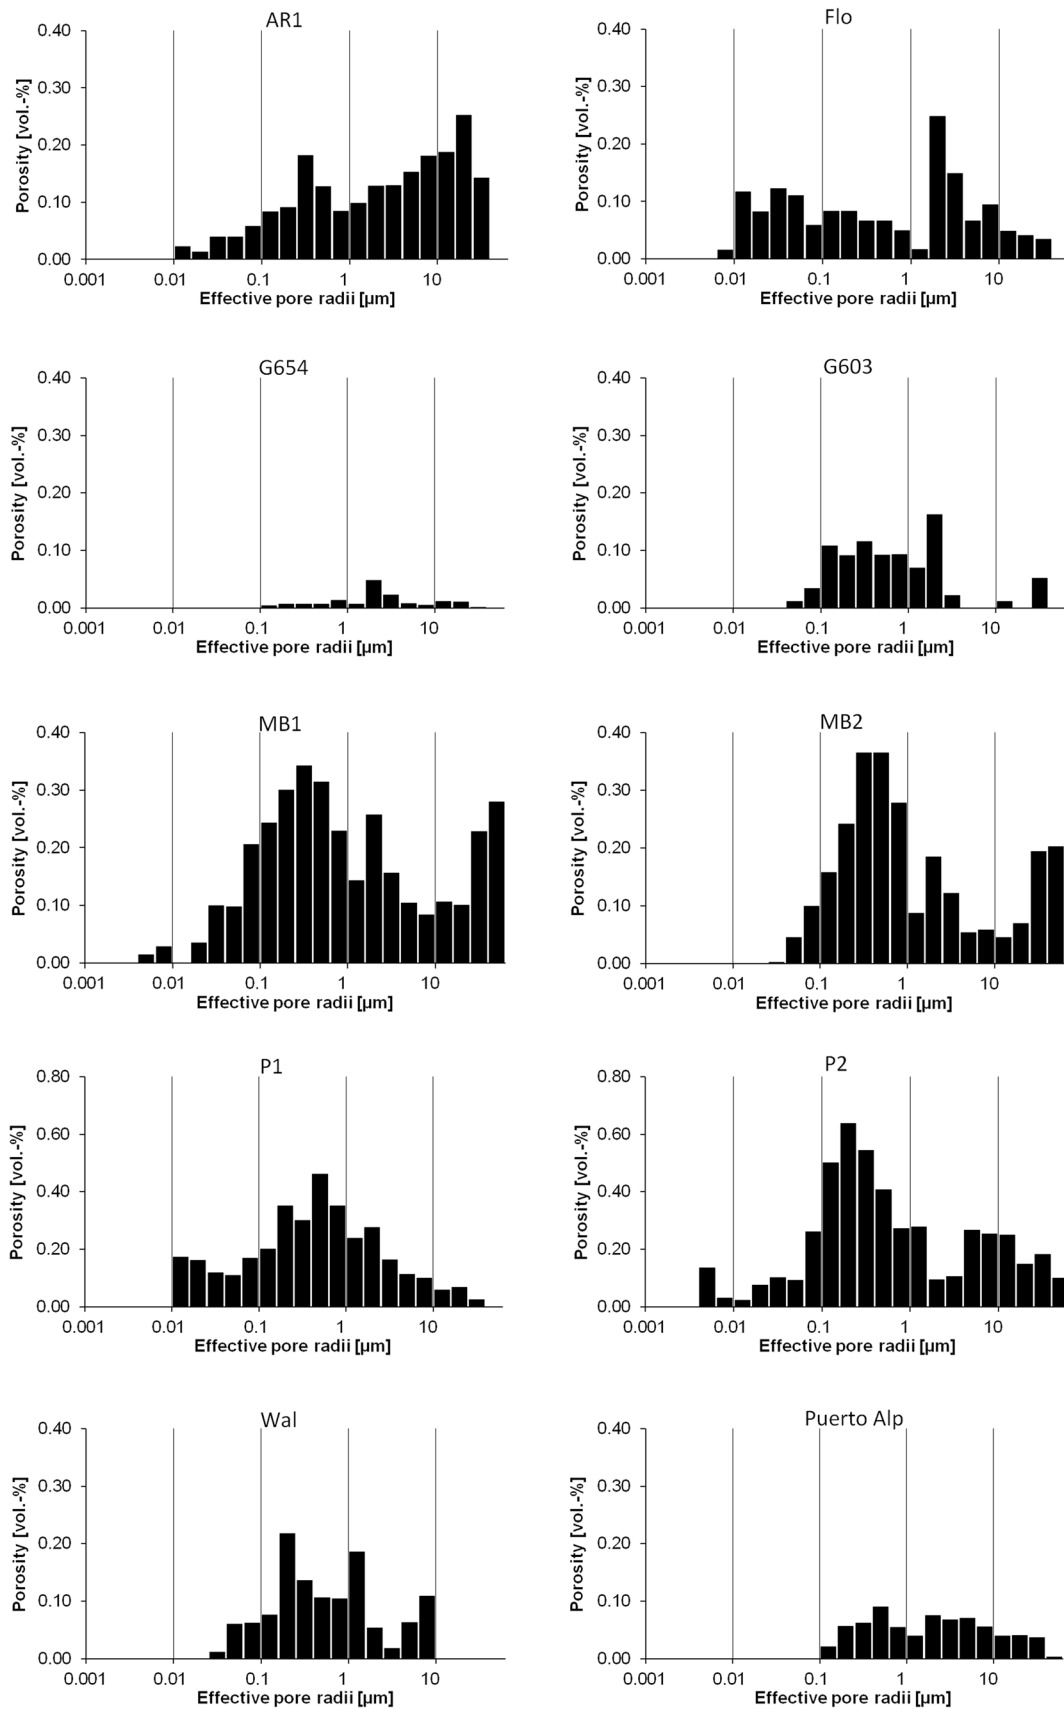 AR1
Porosity [vol.-%]
0.40
0.30
0.20
0.10
0.00
0.001 0.01 0.1 1 10
Effective pore radii [µm]
Flo
Porosity [vol.-%]
0.40
0.30
0.20
0.10
0.00
0.001 0.01 0.1 1 10
Effective pore radii [µm]
G654
Porosity [vol.-%]
0.40
0.30
0.20
0.10
0.00
0.001 0.01 0.1 1 10
Effective pore radii [µm]
G603
Porosity [vol.-%]
0.40
0.30
0.20
0.10
0.00
0.001 0.01 0.1 1 10
Effective pore radii [µm]
MB1
Porosity [vol.-%]
0.40
0.30
0.20
0.10
0.00
0.001 0.01 0.1 1 10
Effective pore radii [µm]
MB2
Porosity [vol.-%]
0.40
0.30
0.20
0.10
0.00
0.001 0.01 0.1 1 10
Effective pore radii [µm]
P1
Porosity [vol.-%]
0.80
0.60
0.40
0.20
0.00
0.001 0.01 0.1 1 10
Effective pore radii [µm]
P2
Porosity [vol.-%]
0.80
0.60
0.40
0.20
0.00
0.001 0.01 0.1 1 10
Effective pore radii [µm]
Wal
Porosity [vol.-%]
0.40
0.30
0.20
0.10
0.00
0.001 0.01 0.1 1 10
Effective pore radii [µm]
Puerto Alp
Porosity [vol.-%]
0.40
0.30
0.20
0.10
0.00
0.001 0.01 0.1 1 10
Effective pore radii [µm]